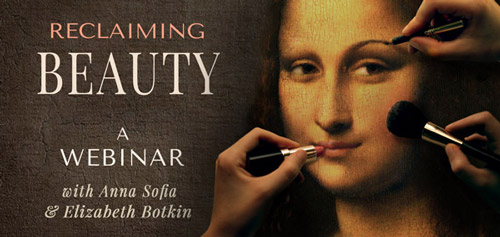 RECLAIMING
BEAUTY
A
WEBINAR
with Anna Sofia
& Elizabeth Botkin